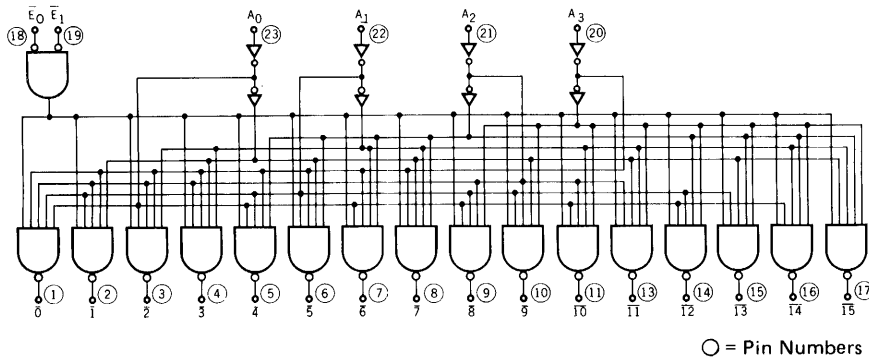 E̅0 E̅1 A0 A1 A2 A3
18 19 23 22 21 20
1 2 3 4 5 6 7 8 9 10 11 13 14 15 16 17
0̅ 1̅ 2̅ 3̅ 4̅ 5̅ 6̅ 7̅ 8̅ 9̅ 1̅0̅ 1̅1̅ 1̅2̅ 1̅3̅ 1̅4̅ 1̅5̅
○ = Pin Numbers